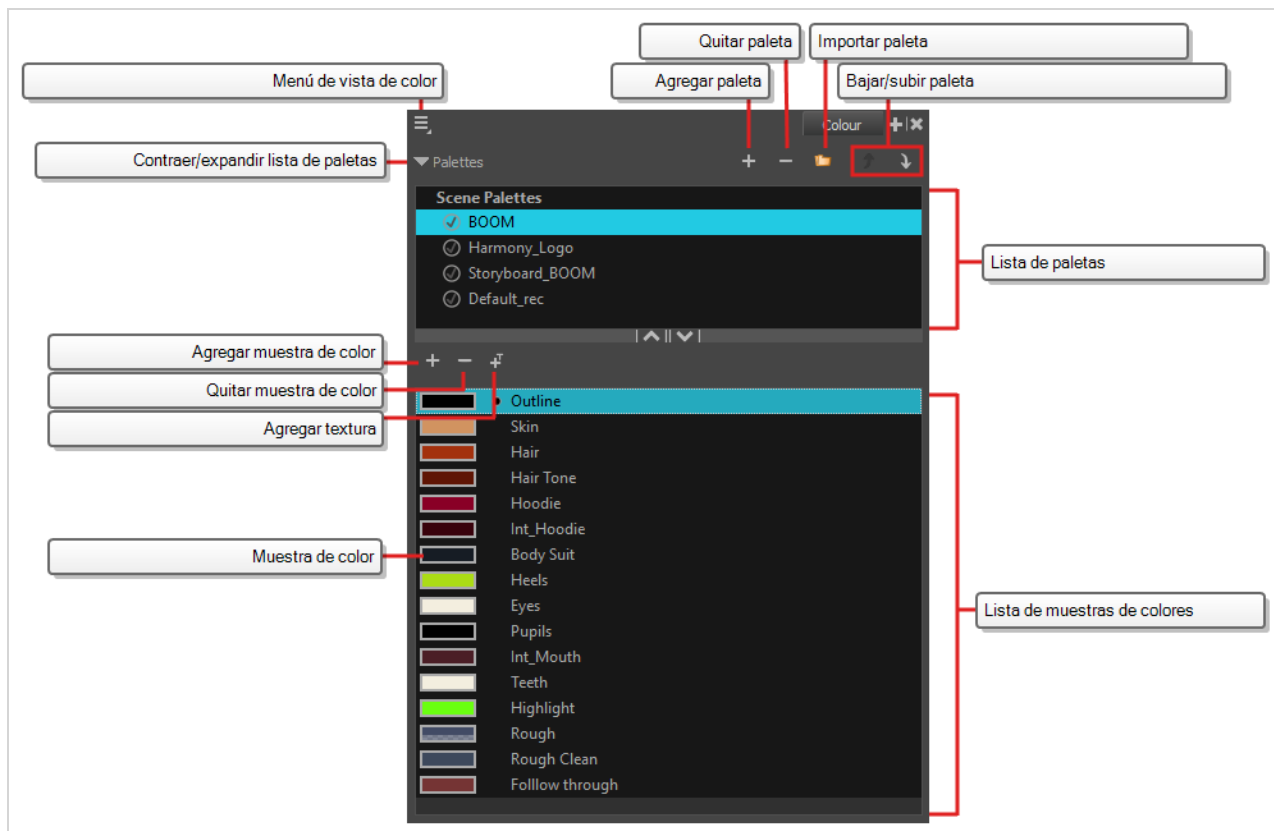 Quitar paleta
Importar paleta
Menú de vista de color
Agregar paleta
Bajar/subir paleta
Colour
Contraer/expandir lista de paletas
Palettes
Scene Palettes
BOOM
Harmony_Logo
Lista de paletas
Storyboard_BOOM
Default_rec
Agregar muestra de color
Quitar muestra de color
Agregar textura
Outline
Skin
Hair
Hair Tone
Hoodie
Int_Hoodie
Muestra de color
Body Suit
Heels
Eyes
Lista de muestras de colores
Pupils
Int_Mouth
Teeth
Highlight
Rough
Rough Clean
Folllow through